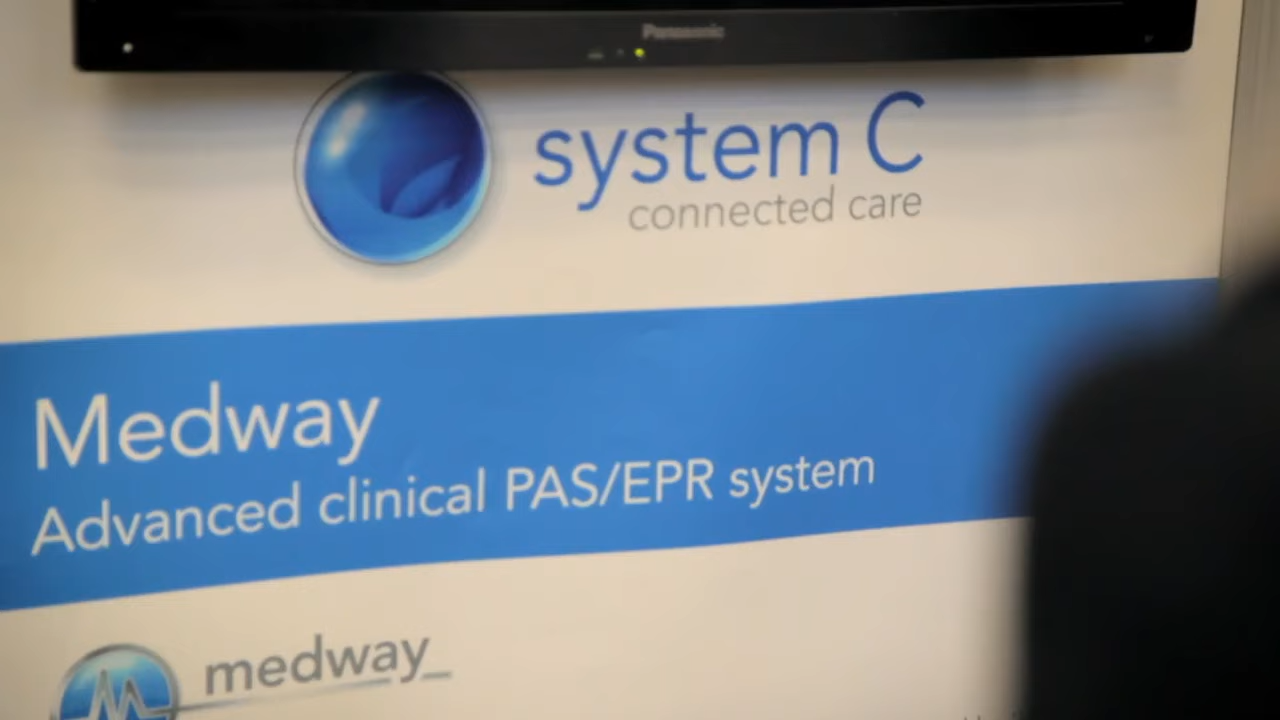 Panasonic
system C
connected care
Medway
Advanced clinical PAS/EPR system
medway_